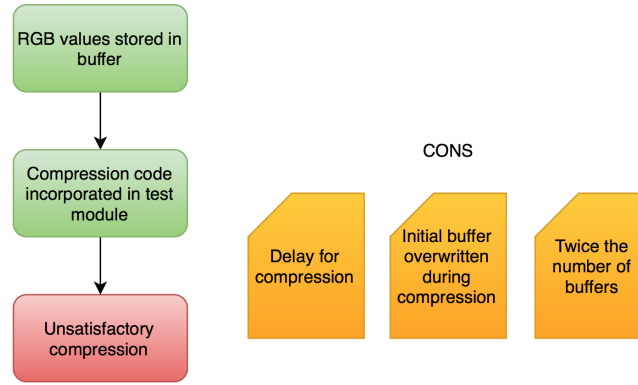 RGB values stored in
buffer
Compression code
incorporated in test
module
Unsatisfactory
compression
CONS
Delay for
compression
Initial buffer
overwritten
during
compression
Twice the
number of
buffers